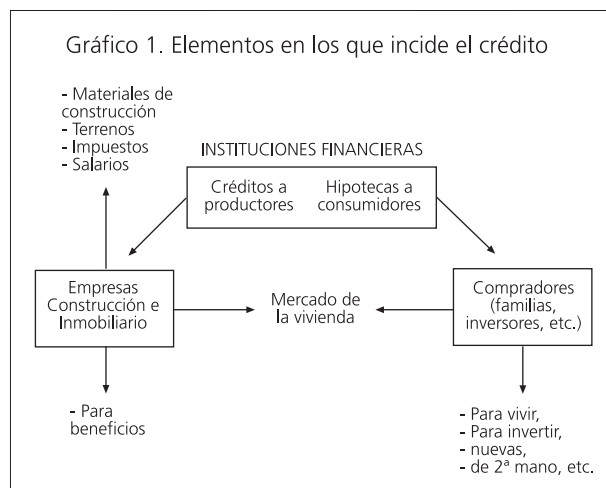 Gráfico 1. Elementos en los que incide el crédito
- Materiales de
construcción
- Terrenos
- Impuestos
- Salarios
INSTITUCIONES FINANCIERAS
Créditos a
productores
Hipotecas a
consumidores
Empresas
Construcción e
Inmobiliario
Mercado de
la vivienda
Compradores
(familias,
inversores, etc.)
- Para
beneficios
- Para vivir,
- Para invertir,
- nuevas,
- de 2ª mano, etc.